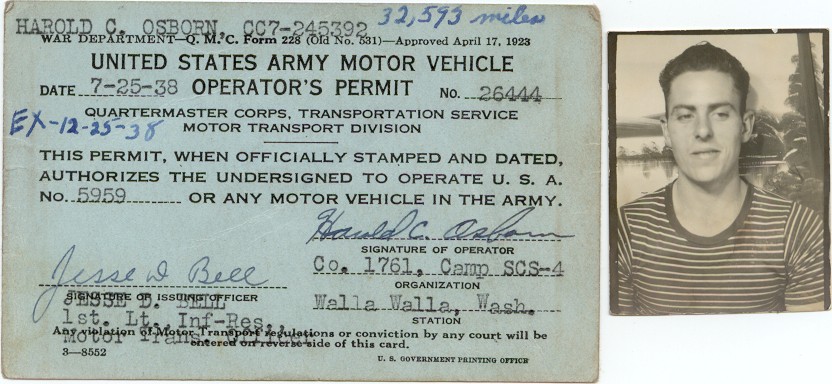 32,593 miles
HAROLD C. OSBORN, CC7-245392
WAR DEPARTMENT—Q. M. C. Form 228 (Old No. 531)—Approved April 17, 1923
UNITED STATES ARMY MOTOR VEHICLE
DATE 7-25-38 OPERATOR'S PERMIT No. 26444
QUARTERMASTER CORPS, TRANSPORTATION SERVICE
EX-12-25-38
MOTOR TRANSPORT DIVISION
THIS PERMIT, WHEN OFFICIALLY STAMPED AND DATED,
AUTHORIZES THE UNDERSIGNED TO OPERATE U. S. A.
No. 5959 OR ANY MOTOR VEHICLE IN THE ARMY.
Harold C. Osborn
SIGNATURE OF OPERATOR
Jesse D Bell
Co. 1761, Camp SCS-4
SIGNATURE OF ISSUING OFFICER
ORGANIZATION
JESSE D. BELL
Walla Walla, Wash.
1st. Lt. Inf-Res.
STATION
Any violation of Motor Transport regulations or conviction by any court will be
Motor Trans. Officer
entered on reverse side of this card.
3—8552
U. S. GOVERNMENT PRINTING OFFICE